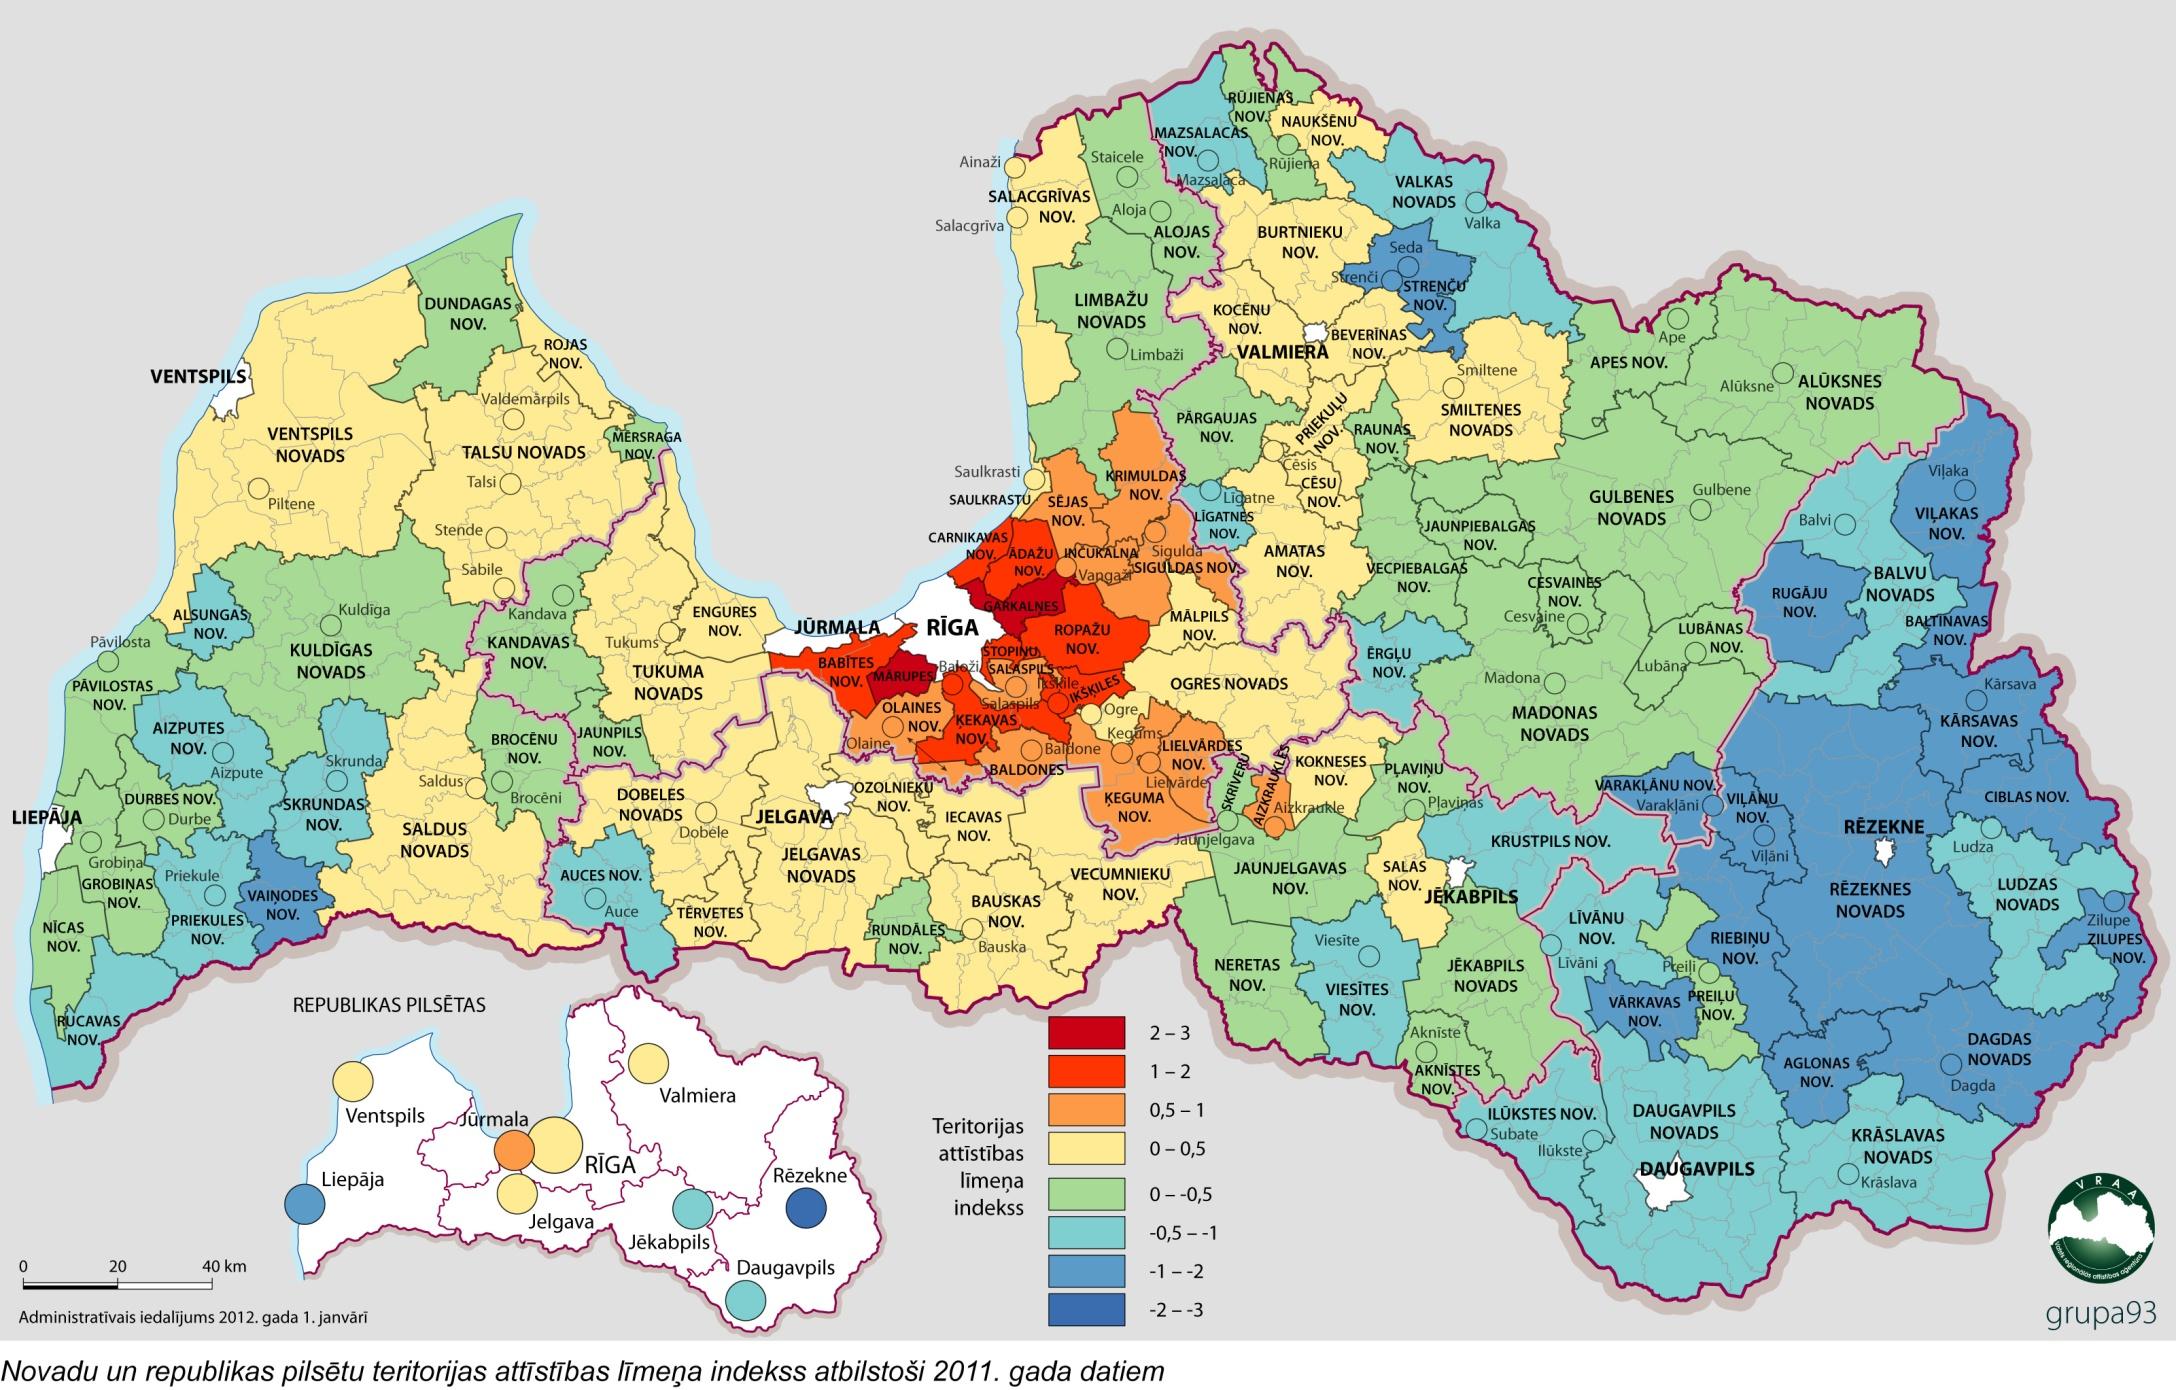 RŪJIENAS
NOV.
NAUKŠĒNU
NOV.
MAZSALACAS
NOV.
Mazsalaca
Rūjiena
Ainaži
Staicele
SALACGRĪVAS
NOV.
Salacgrīva
Aloja
ALOJAS
NOV.
VALKAS
NOVADS
Valka
BURTNIEKU
NOV.
Seda
Strenči
STRENČU
NOV.
DUNDAGAS
NOV.
LIMBAŽU
NOVADS
Limbaži
KOCĒNU
NOV.
BEVERĪNAS
NOV.
VALMIERA
ROJAS
NOV.
VENTSPILS
Valdemārpils
Smiltene
SMILTENES
NOVADS
APES NOV.
Ape
Alūksne
ALŪKSNES
NOVADS
VENTSPILS
NOVADS
Piltene
TALSU NOVADS
Talsi
MĒRSRAGA
NOV.
Stende
Sabile
PĀRGAUJAS
NOV.
PRIEKUĻU
NOV.
RAUNAS
NOV.
Cēsis
CĒSU
NOV.
Saulkrasti
SAULKRASTU
SĒJAS
NOV.
KRIMULDAS
NOV.
Līgatne
LĪGATNES
NOV.
GULBENES
NOVADS
Gulbene
Viļaka
VIĻAKAS
NOV.
Balvi
BALVU
NOVADS
JAUNPIEBALGAS
NOV.
CARNIKAVAS
NOV.
ĀDAŽU
NOV.
INČUKALNA
Vangaži
Sigulda
SIGULDAS NOV.
AMATAS
NOV.
VECPIEBALGAS
NOV.
CESVAINES
NOV.
Cesvaine
RUGĀJU
NOV.
BALTINAVAS
NOV.
ALSUNGAS
NOV.
Kuldīga
KULDĪGAS
NOVADS
Kandava
KANDAVAS
NOV.
Tukums
TUKUMA
NOVADS
ENGURES
NOV.
JŪRMALA
RĪGA
GARKALNES
ROPAŽU
NOV.
MĀLPILS
NOV.
LUBĀNAS
NOV.
Lubāna
Pāvilosta
PĀVILOSTAS
NOV.
BABĪTES
NOV.
MĀRUPES
Baloži
STOPIŅU
SALASPILS
Salaspils
Ikšķile
IKŠĶILES
OGRES NOVADS
Ogre
ĒRGĻU
NOV.
Madona
MADONAS
NOVADS
Kārsava
KĀRSAVAS
NOV.
AIZPUTES
NOV.
Aizpute
Skrunda
SKRUNDAS
NOV.
BROCĒNU
NOV.
Brocēni
Saldus
SALDUS
NOVADS
JAUNPILS
NOV.
OLAINES
NOV.
Olaine
ĶEKAVAS
NOV.
Baldone
BALDONES
Ķegums
ĶEGUMA
NOV.
LIELVĀRDES
NOV.
Lielvārde
SKRĪVERU
AIZKRAUKLES
Aizkraukle
KOKNESES
NOV.
PĻAVIŅU
NOV.
Pļaviņas
VARAKĻĀNU NOV.
Varakļāni
VIĻĀNU
NOV.
Viļāni
CIBLAS NOV.
RĒZEKNE
RĒZEKNES
NOVADS
Ludza
LUDZAS
NOVADS
Zilupe
ZILUPES
NOV.
LIEPĀJA
DURBES NOV.
Durbe
Grobiņa
GROBIŅAS
NOV.
Priekule
PRIEKULES
NOV.
VAIŅODES
NOV.
NĪCAS
NOV.
RUCAVAS
NOV.
DOBELES
NOVADS
Dobele
JELGAVA
JELGAVAS
NOVADS
OZOLNIEKU
NOV.
IECAVAS
NOV.
AUCES NOV.
Auce
TĒRVETES
NOV.
RUNDĀLES
NOV.
BAUSKAS
NOV.
Bauska
VECUMNIEKU
NOV.
Jaunjelgava
JAUNJELGAVAS
NOV.
SALAS
NOV.
JĒKABPILS
KRUSTPILS NOV.
LĪVĀNU
NOV.
Līvāni
NERETAS
NOV.
Viesīte
VIESĪTES
NOV.
JĒKABPILS
NOVADS
Aknīste
AKNĪSTES
NOV.
RIEBIŅU
NOV.
Preiļi
PREIĻU
NOV.
VĀRKAVAS
NOV.
AGLONAS
NOV.
DAGDAS
NOVADS
Dagda
ILŪKSTES NOV.
Subate
Ilūkste
DAUGAVPILS
NOVADS
DAUGAVPILS
KRĀSLAVAS
NOVADS
Krāslava
REPUBLIKAS PILSĒTAS
Ventspils
Valmiera
Jūrmala
RĪGA
Liepāja
Jelgava
Jēkabpils
Rēzekne
Daugavpils
Teritorijas
attīstības
līmeņa
indekss
2 – 3
1 – 2
0,5 – 1
0 – 0,5
0 – -0,5
-0,5 – -1
-1 – -2
-2 – -3
0 20 40 km
Administratīvais iedalījums 2012. gada 1. janvārī
VRAA
Valsts reģionālās attīstības aģentūra
grupa93
Novadu un republikas pilsētu teritorijas attīstības līmeņa indekss atbilstoši 2011. gada datiem